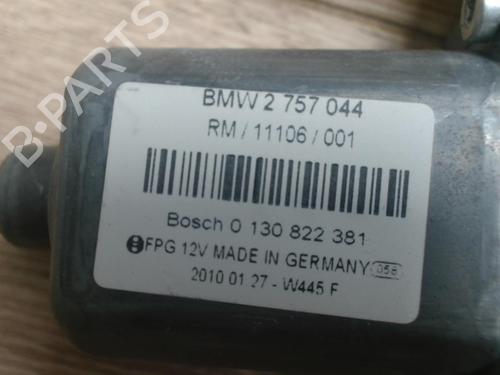 BMW 2 757 044
RM / 11106 / 001
Bosch 0 130 822 381
FPG 12V MADE IN GERMANY 058
2010 01 27 - W445 F
B-PARTS